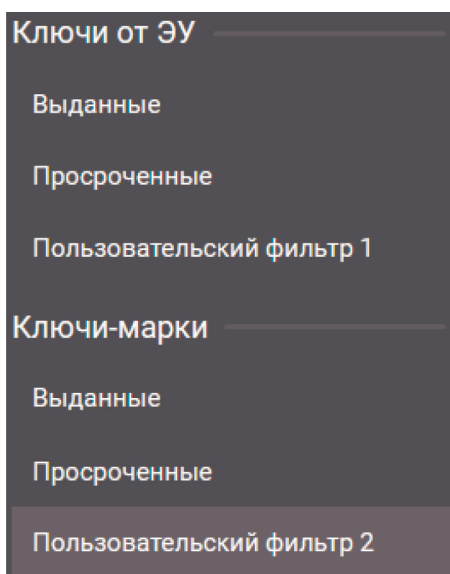 Ключи от ЭУ
Выданные
Просроченные
Пользовательский фильтр 1
Ключи-марки
Выданные
Просроченные
Пользовательский фильтр 2